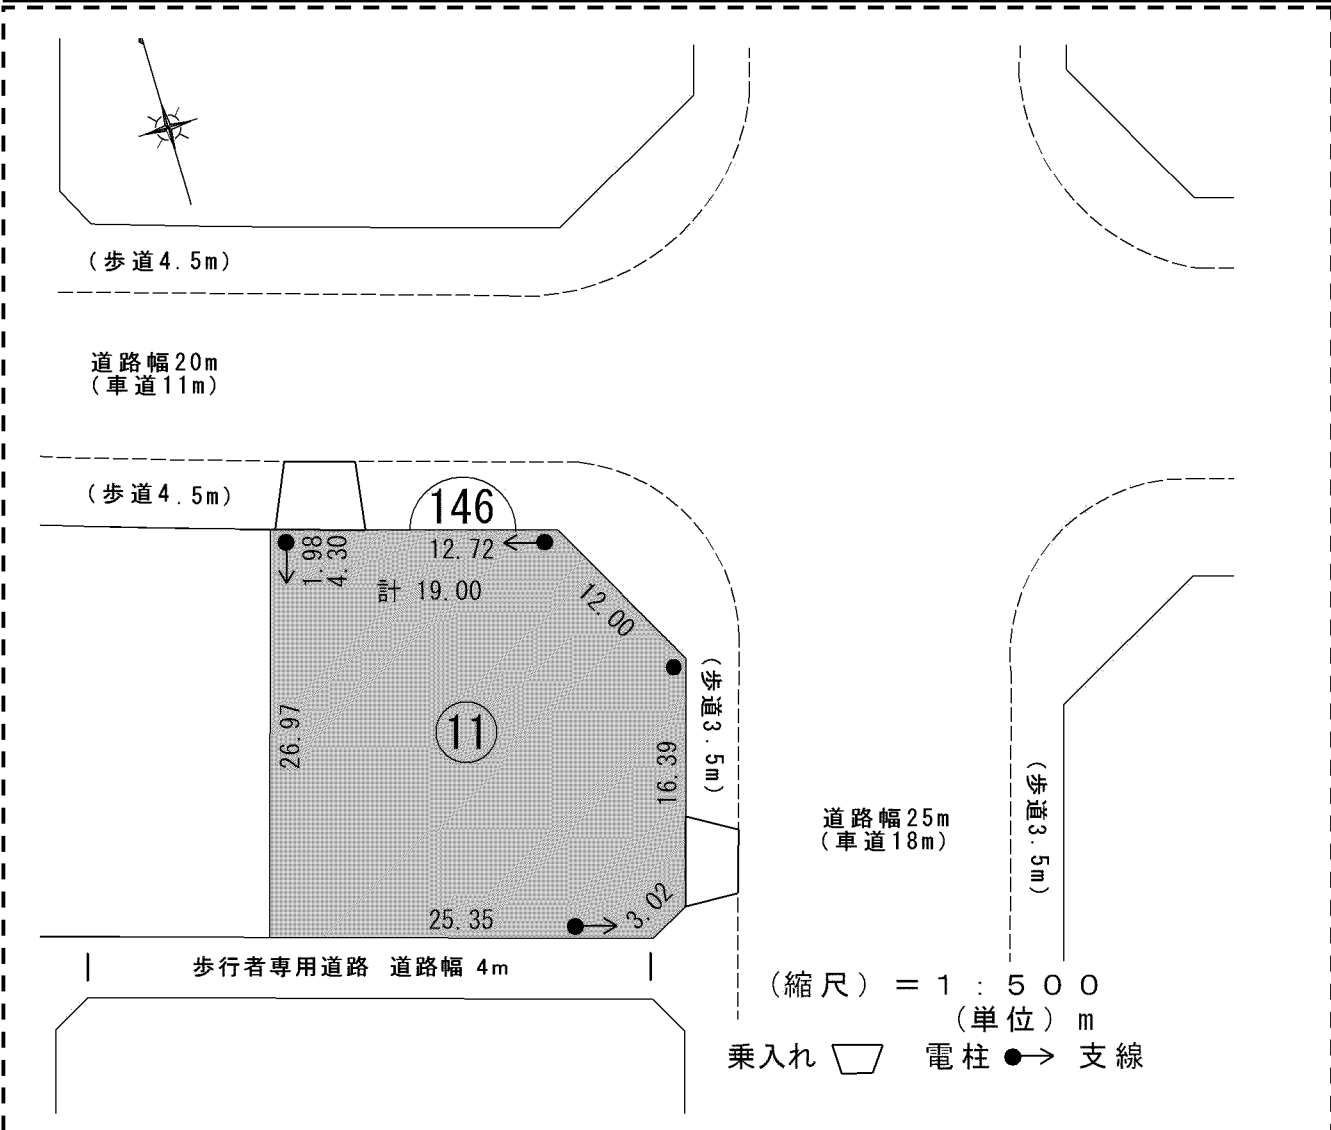 (歩道4.5m)
道路幅20m
(車道11m)
(歩道4.5m)
146
1.98
4.30
12.72
計 19.00
12.00
(歩道3.5m)
26.97
11
16.39
道路幅25m
(車道18m)
(歩道3.5m)
25.35
3.02
歩行者専用道路 道路幅 4m
(縮尺)=1:500
(単位)m
乗入れ 電柱 支線